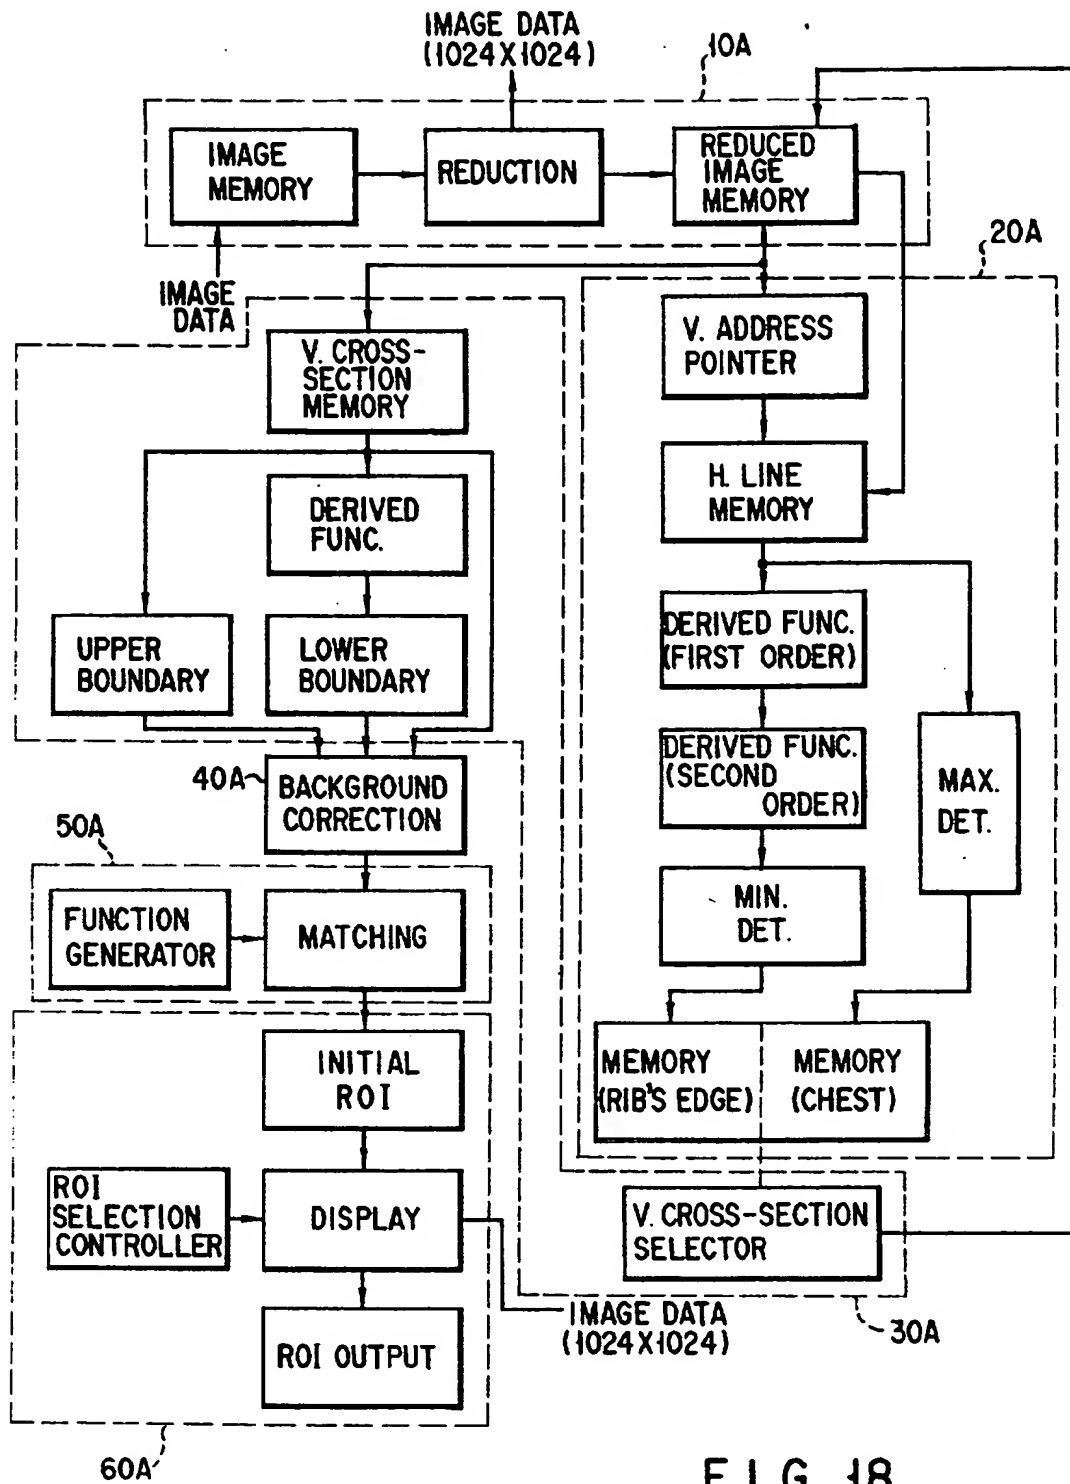 IMAGE DATA
(1024X1024)
10A
IMAGE
MEMORY
REDUCTION
REDUCED
IMAGE
MEMORY
20A
IMAGE
DATA
V. CROSS-
SECTION
MEMORY
V. ADDRESS
POINTER
H. LINE
MEMORY
DERIVED
FUNC.
DERIVED FUNC.
(FIRST ORDER)
UPPER
BOUNDARY
LOWER
BOUNDARY
DERIVED FUNC.
(SECOND
ORDER)
MAX.
DET.
40A
BACKGROUND
CORRECTION
50A
FUNCTION
GENERATOR
MATCHING
MIN.
DET.
INITIAL
ROI
MEMORY
(RIB'S EDGE)
MEMORY
(CHEST)
ROI
SELECTION
CONTROLLER
DISPLAY
V. CROSS-SECTION
SELECTOR
IMAGE DATA
(1024X1024)
30A
ROI OUTPUT
60A
FIG. 18